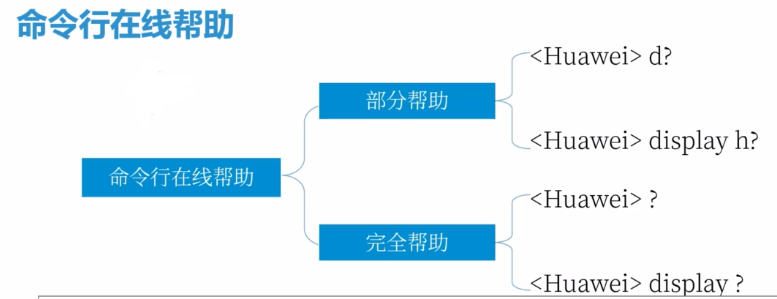 命令行在线帮助
<Huawei> d?
部分帮助
<Huawei> display h?
命令行在线帮助
<Huawei> ?
完全帮助
<Huawei> display ?